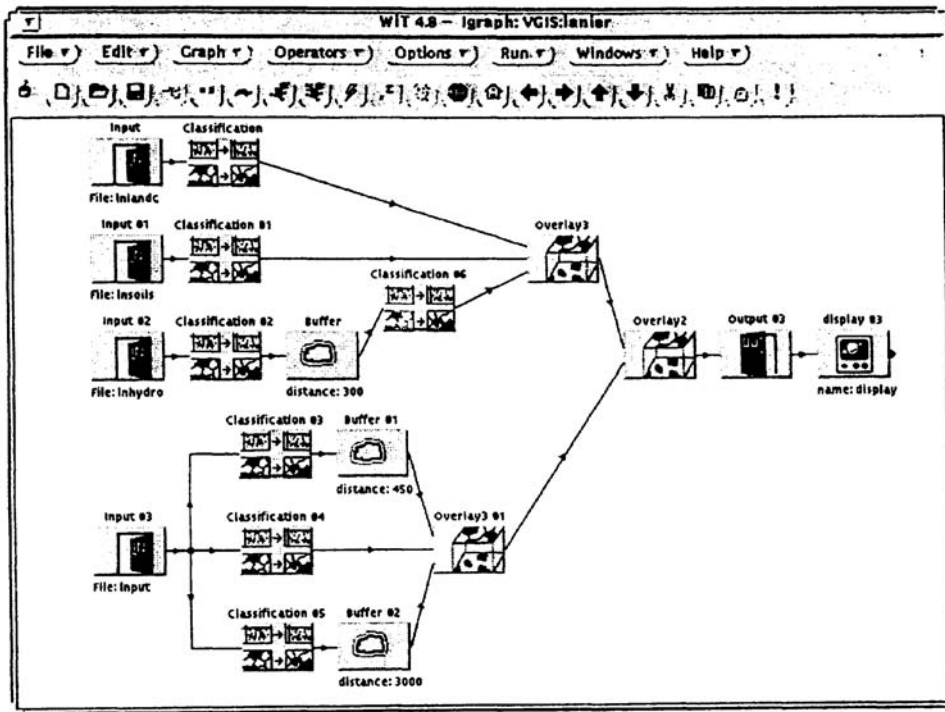 WiT 4.8 – Igraph: VGIS:lanier
File Edit Graph Operators Options Run Windows Help
Input Classification
File: lnlandc
Input #1 Classification #1 Overlay3
File: lnsoils Classification #6
Input #2 Classification #2 Buffer Overlay2 Output #3 display #3
File: lnhydro distance: 300 name: display
Classification #3 Buffer #1
distance: 450
Input #3 Classification #4 Overlay3 #1
File: Input
Classification #5 Buffer #2
distance: 3000